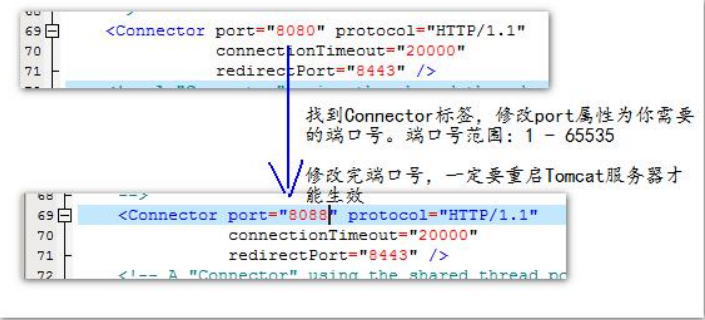 69 <Connector port="8080" protocol="HTTP/1.1"
70 connectionTimeout="20000"
71 redirectPort="8443" />
找到Connector标签，修改port属性为你需要
的端口号。端口号范围：1 - 65535
修改完端口号，一定要重启Tomcat服务器才
能生效
68 -->
69 <Connector port="8088" protocol="HTTP/1.1"
70 connectionTimeout="20000"
71 redirectPort="8443" />
72 <!-- A "Connector" using the shared thread po